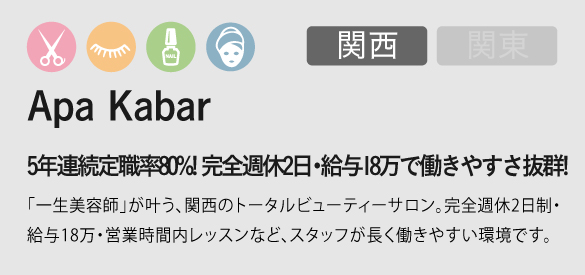 NAIL
関西 関東
Apa Kabar
5年連続定職率80%! 完全週休2日・給与18万で働きやすさ抜群!
「一生美容師」が叶う、関西のトータルビューティーサロン。完全週休2日制・
給与18万・営業時間内レッスンなど、スタッフが長く働きやすい環境です。